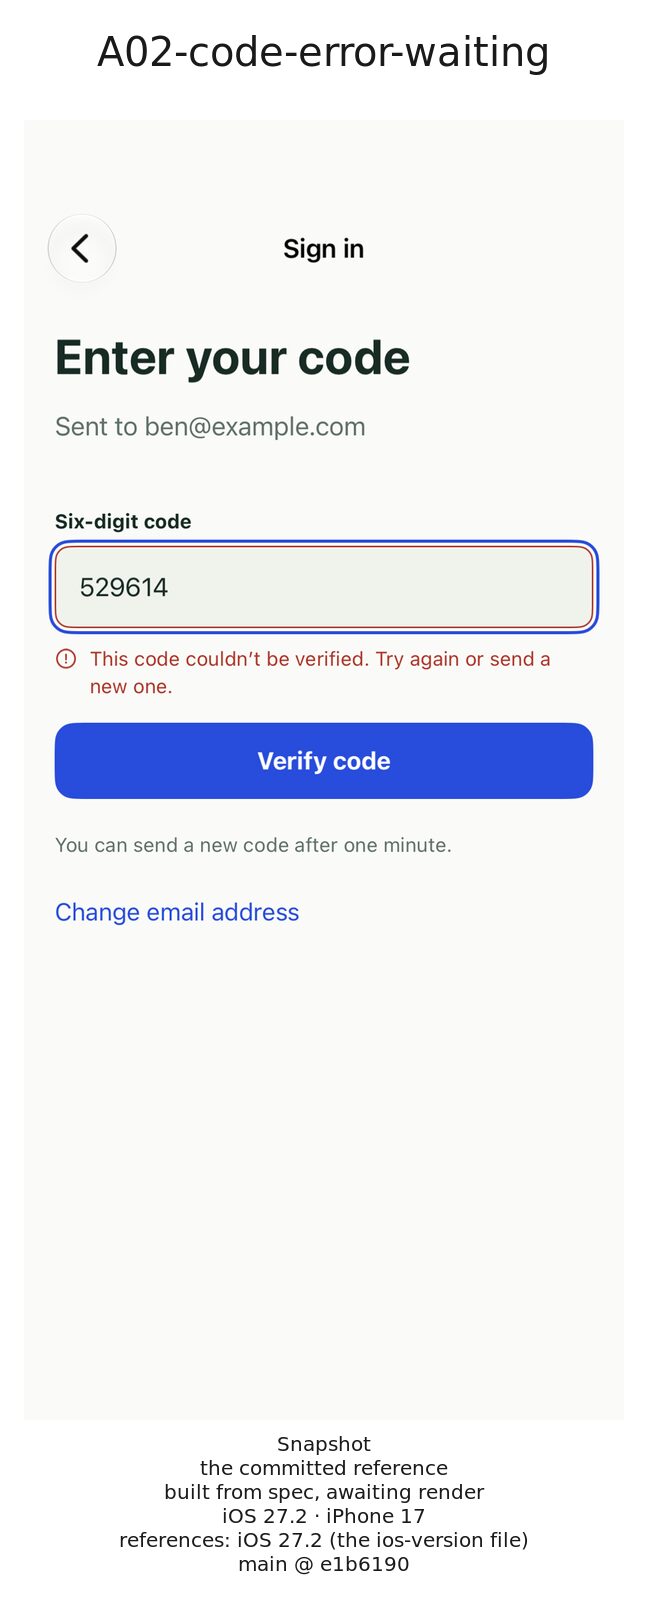 A02-code-error-waiting
Sign in
Enter your code
Sent to ben@example.com
Six-digit code
529614
This code couldn’t be verified. Try again or send a
new one.
Verify code
You can send a new code after one minute.
Change email address
Snapshot
the committed reference
built from spec, awaiting render
iOS 27.2 · iPhone 17
references: iOS 27.2 (the ios-version file)
main @ e1b6190